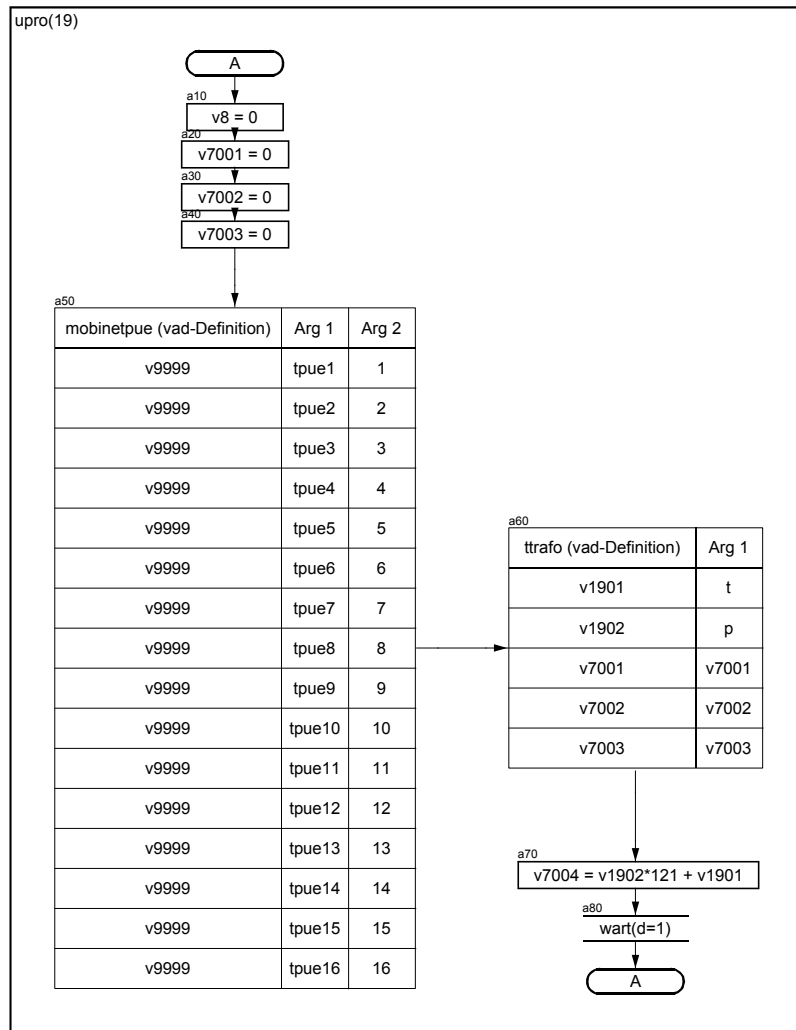 upro(19)
A
a10
v8 = 0
a20
v7001 = 0
a30
v7002 = 0
a40
v7003 = 0
a50
mobinetpue (vad-Definition) Arg 1 Arg 2
v9999 tpue1 1
v9999 tpue2 2
v9999 tpue3 3
v9999 tpue4 4
v9999 tpue5 5
v9999 tpue6 6
v9999 tpue7 7
v9999 tpue8 8
v9999 tpue9 9
v9999 tpue10 10
v9999 tpue11 11
v9999 tpue12 12
v9999 tpue13 13
v9999 tpue14 14
v9999 tpue15 15
v9999 tpue16 16
a60
ttrafo (vad-Definition) Arg 1
v1901 t
v1902 p
v7001 v7001
v7002 v7002
v7003 v7003
a70
v7004 = v1902*121 + v1901
a80
wart(d=1)
A